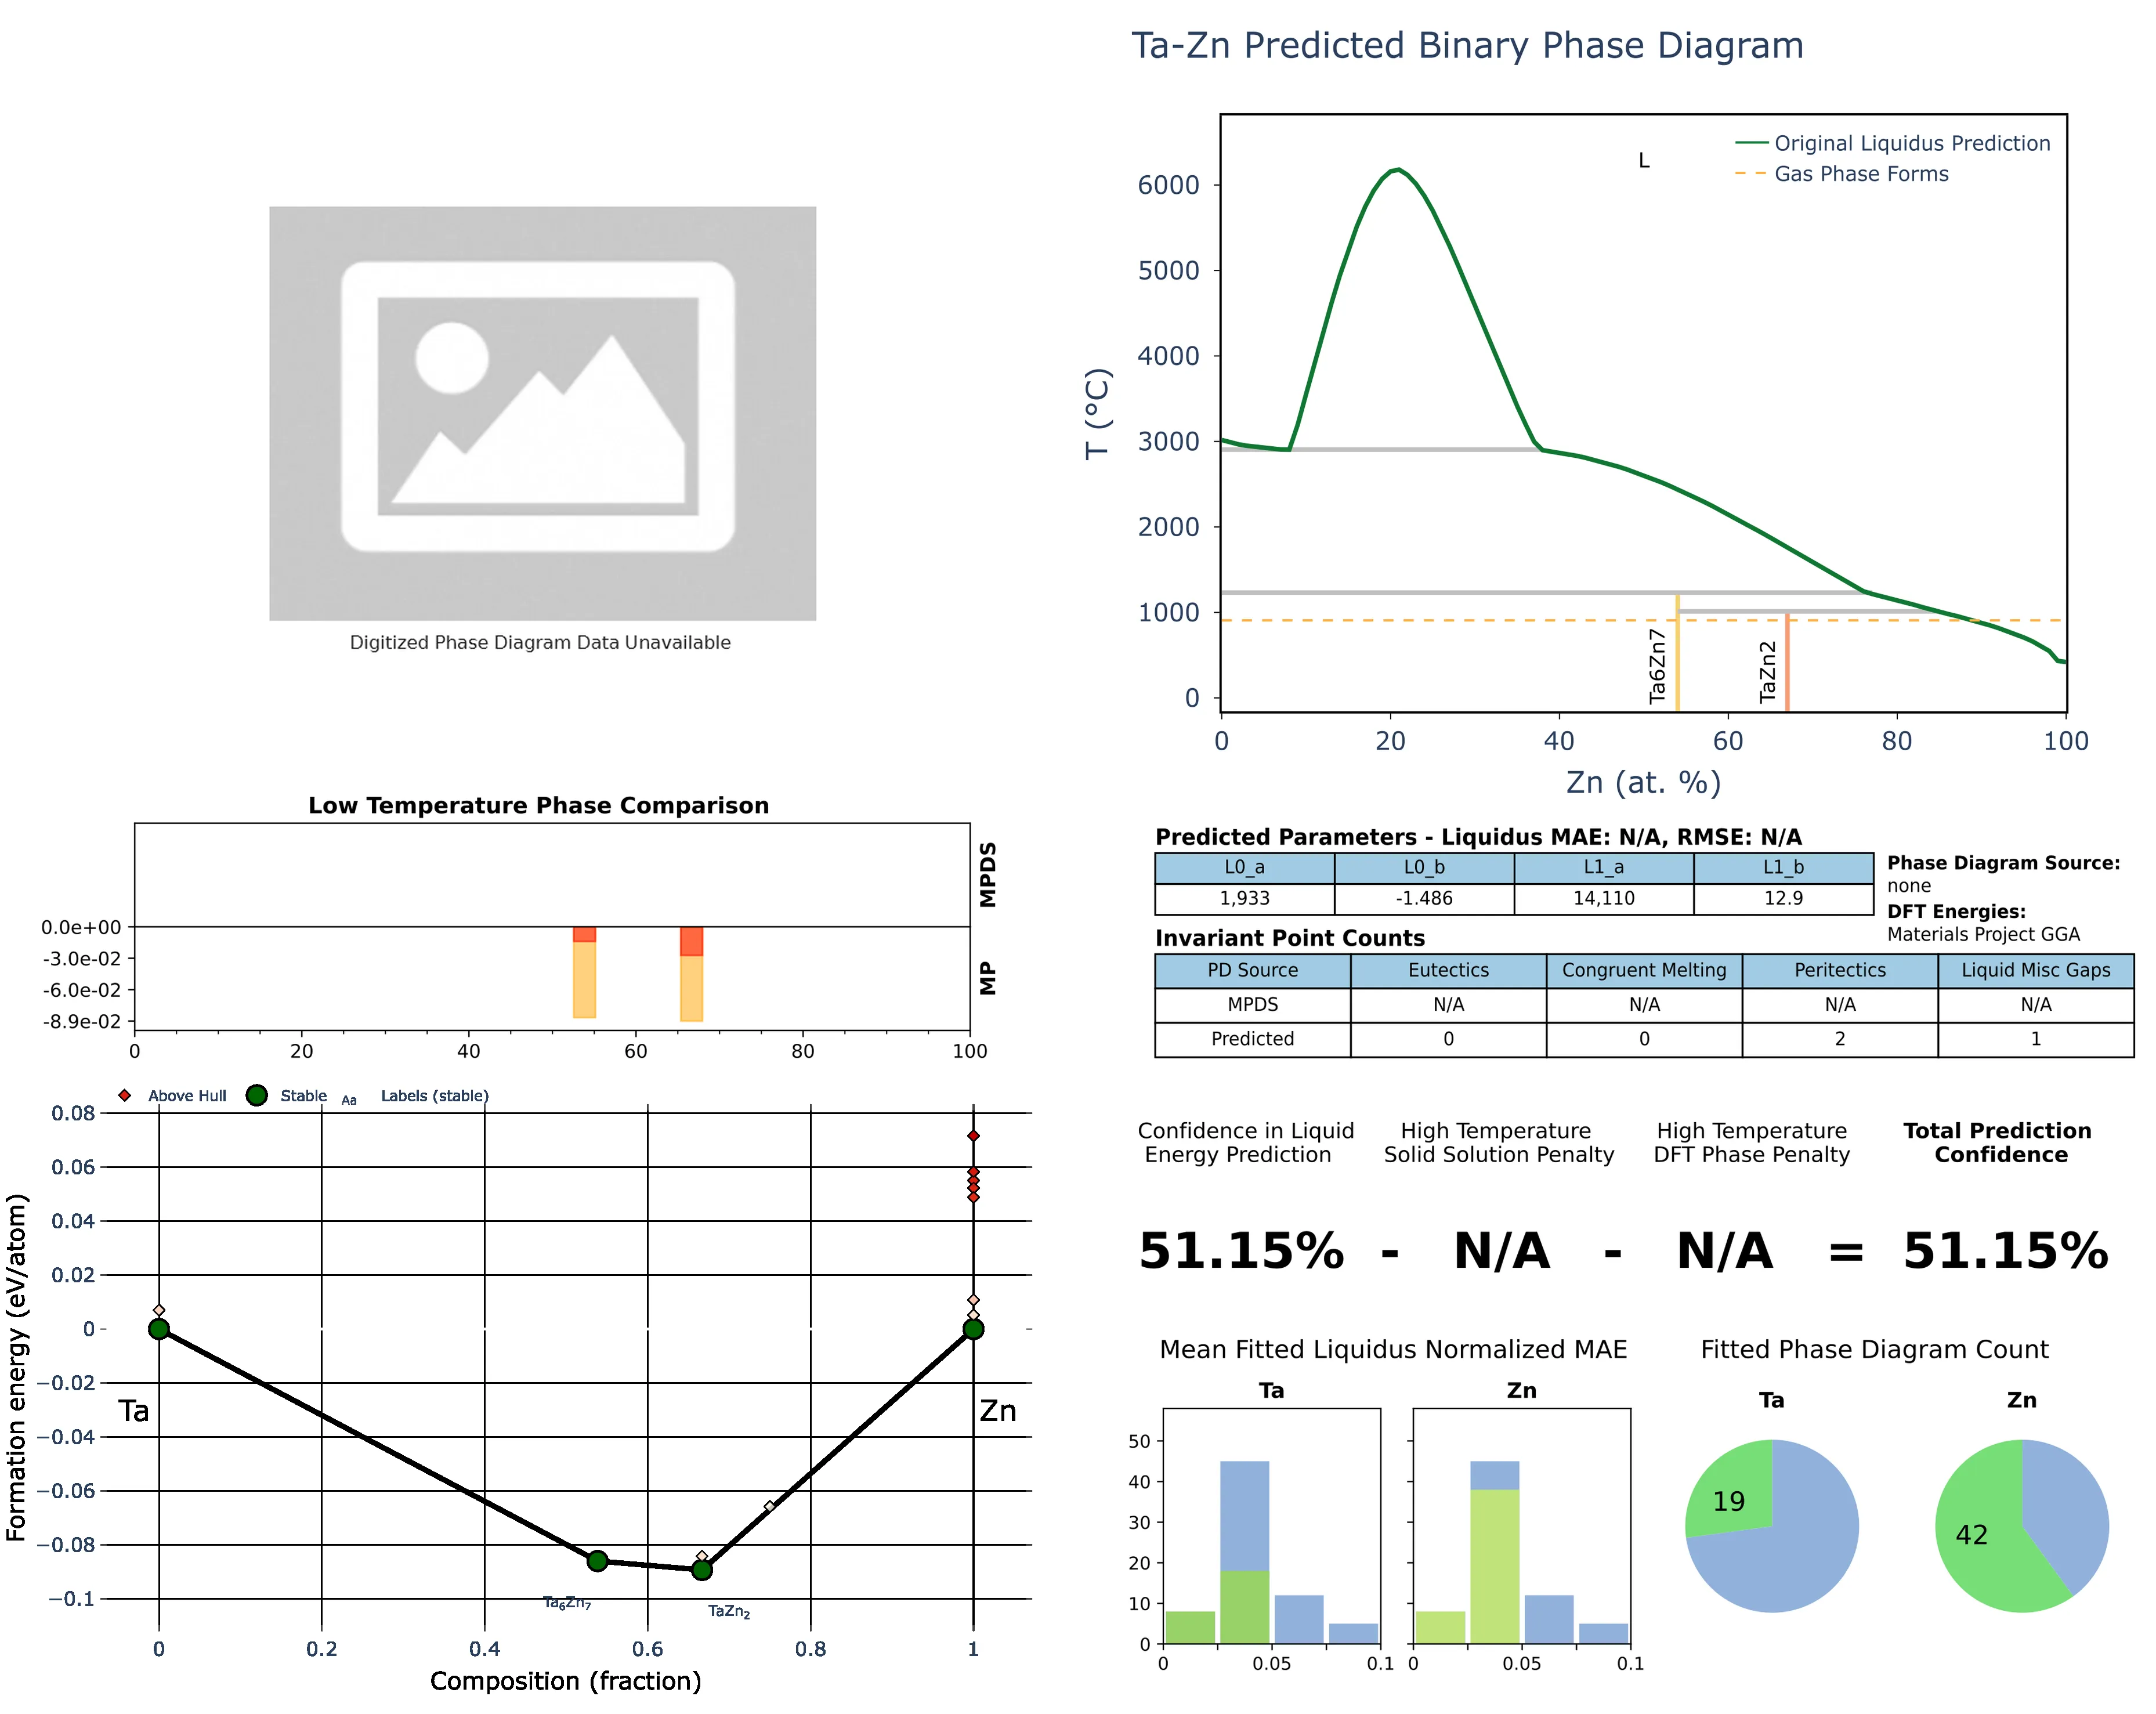 Ta-Zn Predicted Binary Phase Diagram
Digitized Phase Diagram Data Unavailable
Original Liquidus Prediction
Gas Phase Forms
L
T (°C)
6000
5000
4000
3000
2000
1000
0
Ta6Zn7
TaZn2
0 20 40 60 80 100
Zn (at. %)
Low Temperature Phase Comparison
MPDS
MP
0.0e+00
-3.0e-02
-6.0e-02
-8.9e-02
0 20 40 60 80 100
Predicted Parameters - Liquidus MAE: N/A, RMSE: N/A
L0_a L0_b L1_a L1_b
1,933 -1.486 14,110 12.9
Phase Diagram Source:
none
DFT Energies:
Materials Project GGA
Invariant Point Counts
PD Source Eutectics Congruent Melting Peritectics Liquid Misc Gaps
MPDS N/A N/A N/A N/A
Predicted 0 0 2 1
Above Hull Stable Aa Labels (stable)
Formation energy (eV/atom)
0.08
0.06
0.04
0.02
0
−0.02
−0.04
−0.06
−0.08
−0.1
Ta
Zn
Ta₆Zn₇
TaZn₂
0 0.2 0.4 0.6 0.8 1
Composition (fraction)
Confidence in Liquid Energy Prediction
High Temperature Solid Solution Penalty
High Temperature DFT Phase Penalty
Total Prediction Confidence
51.15% - N/A - N/A = 51.15%
Mean Fitted Liquidus Normalized MAE
Ta
Zn
50
40
30
20
10
0
0 0.05 0.1
0 0.05 0.1
Fitted Phase Diagram Count
Ta
Zn
19
42